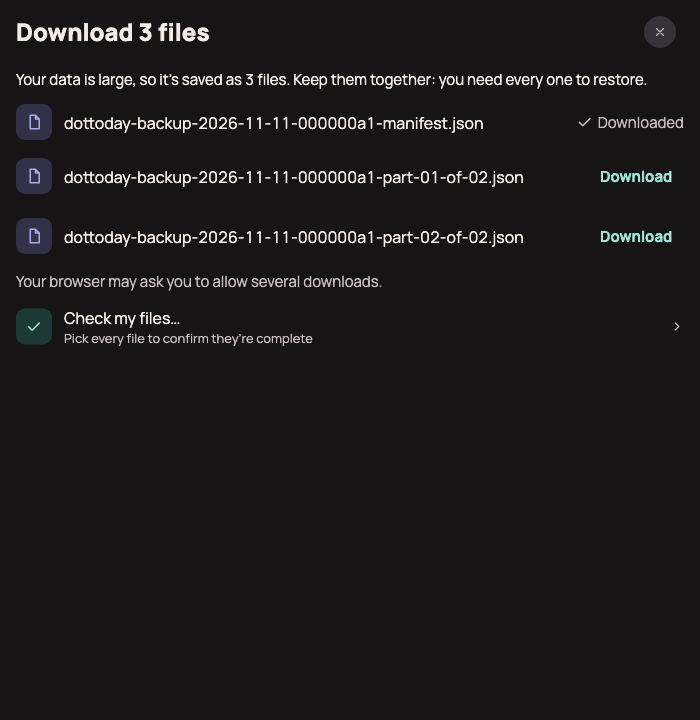 Download 3 files
Your data is large, so it's saved as 3 files. Keep them together: you need every one to restore.
dottoday-backup-2026-11-11-000000a1-manifest.json
Downloaded
dottoday-backup-2026-11-11-000000a1-part-01-of-02.json
Download
dottoday-backup-2026-11-11-000000a1-part-02-of-02.json
Download
Your browser may ask you to allow several downloads.
Check my files…
Pick every file to confirm they're complete